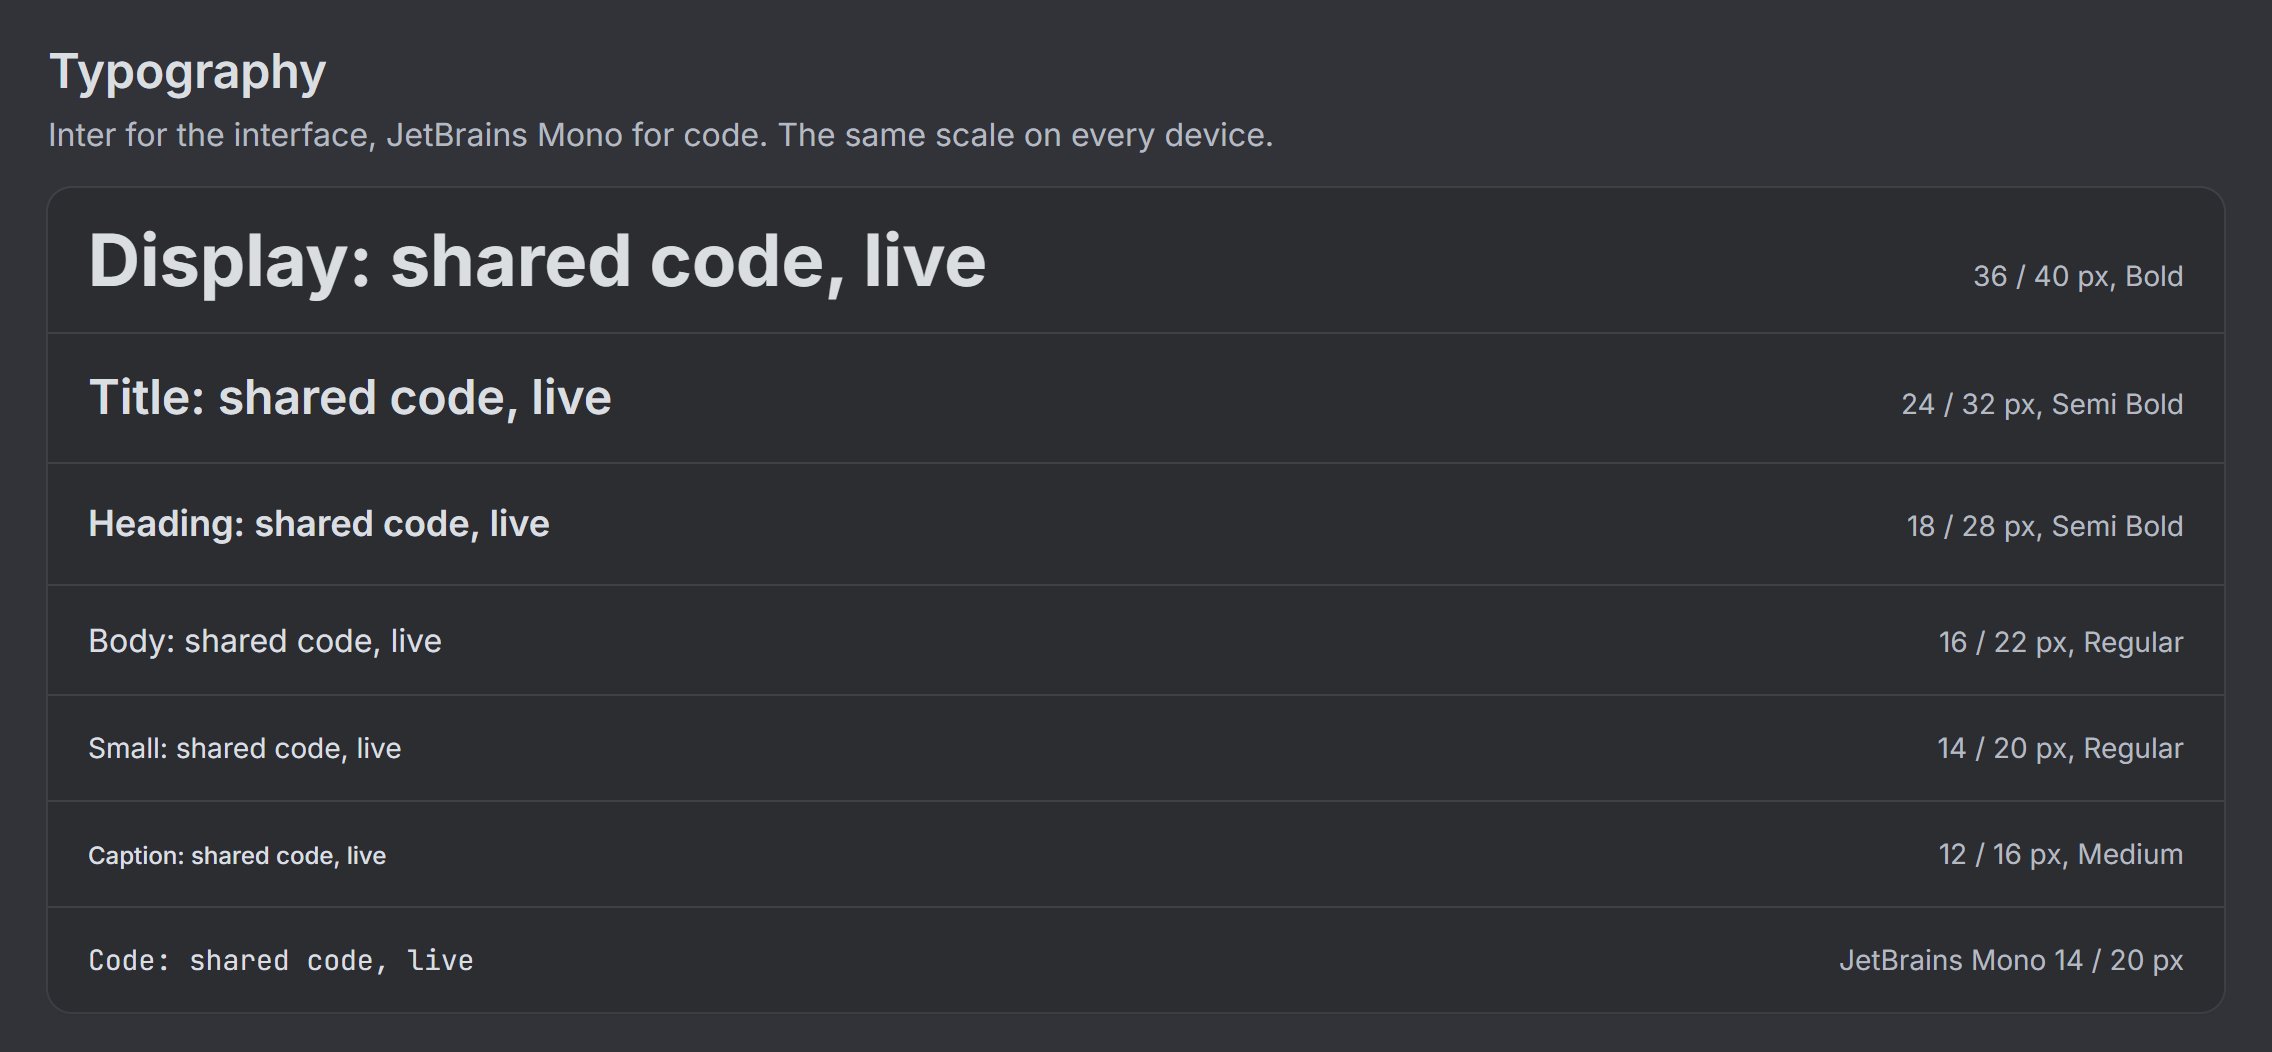 Typography
Inter for the interface, JetBrains Mono for code. The same scale on every device.
Display: shared code, live
36 / 40 px, Bold
Title: shared code, live
24 / 32 px, Semi Bold
Heading: shared code, live
18 / 28 px, Semi Bold
Body: shared code, live
16 / 22 px, Regular
Small: shared code, live
14 / 20 px, Regular
Caption: shared code, live
12 / 16 px, Medium
Code: shared code, live
JetBrains Mono 14 / 20 px